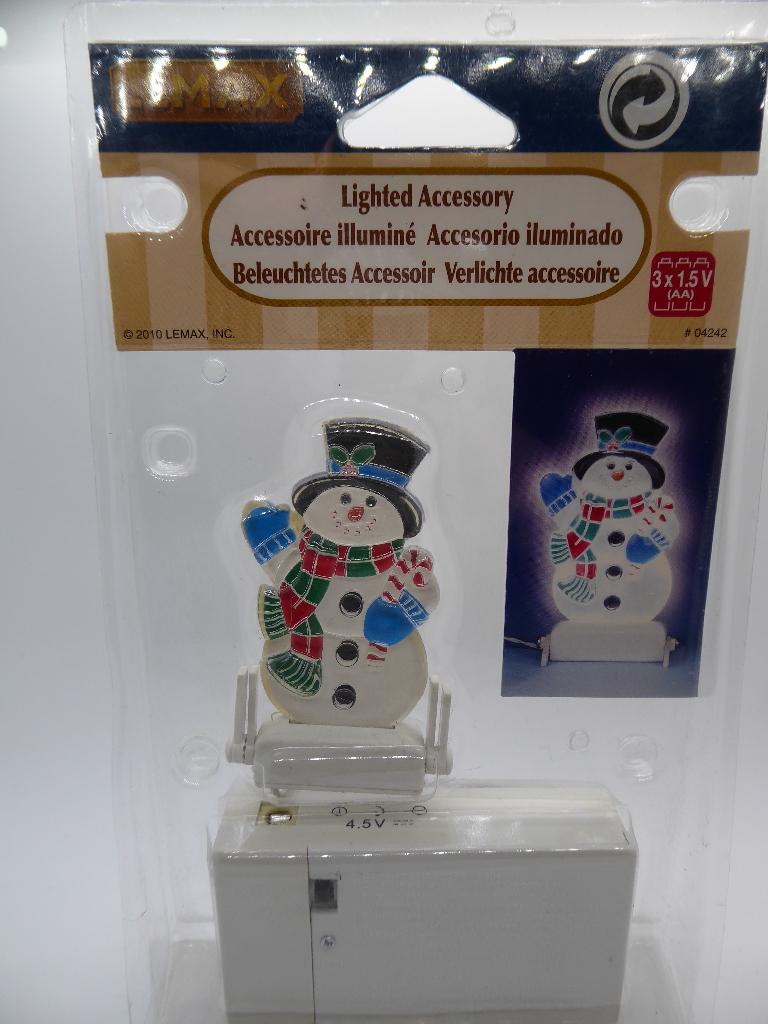 LEMAX
Lighted Accessory
Accessoire illuminé Accesorio iluminado
Beleuchtetes Accessoir Verlichte accessoire
3 x 1.5 V
(AA)
© 2010 LEMAX, INC.
# 04242
4.5V